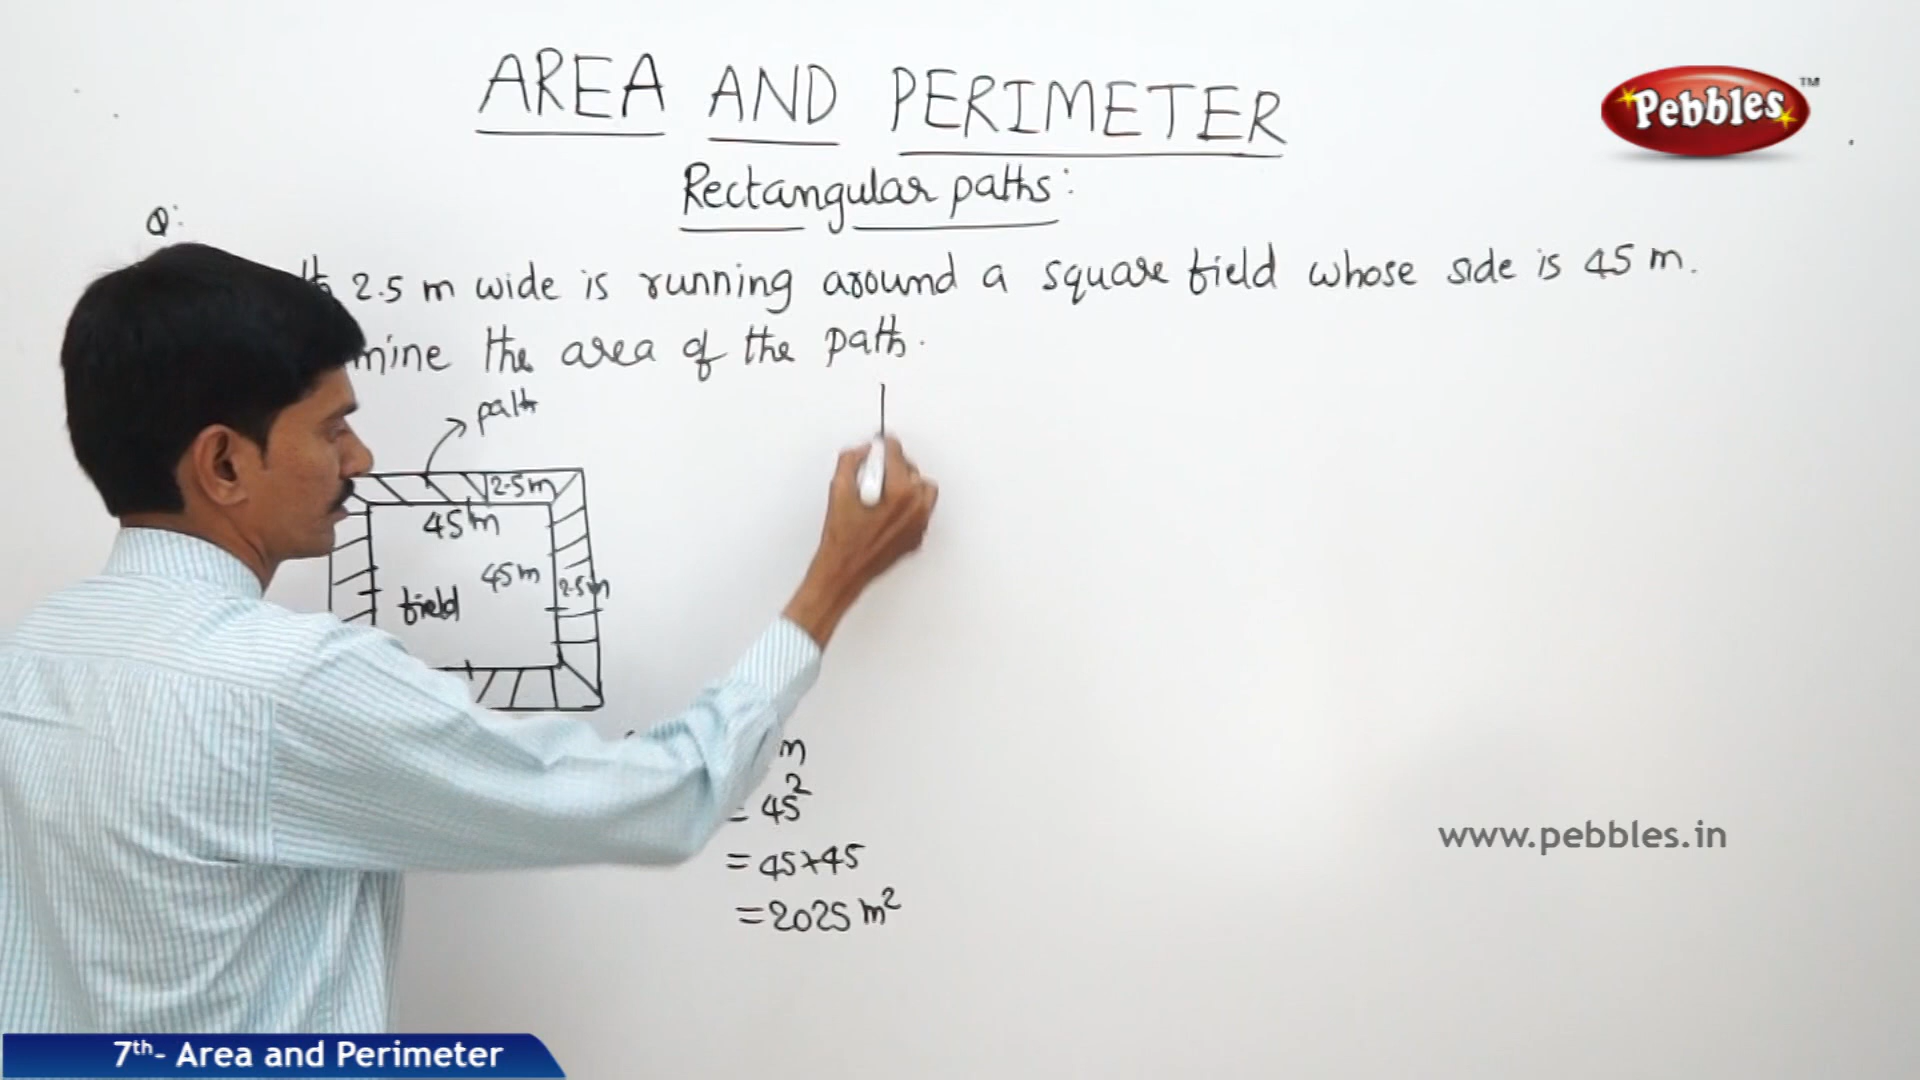 AREA AND PERIMETER
Pebbles™
Rectangular paths:
Q:
2.5 m wide is running around a square field whose side is 45 m.
mine the area of the path.
path
2.5m
45m
45m
2.5m
field
m
= 45²
= 45×45
= 2025 m²
www.pebbles.in
7th- Area and Perimeter